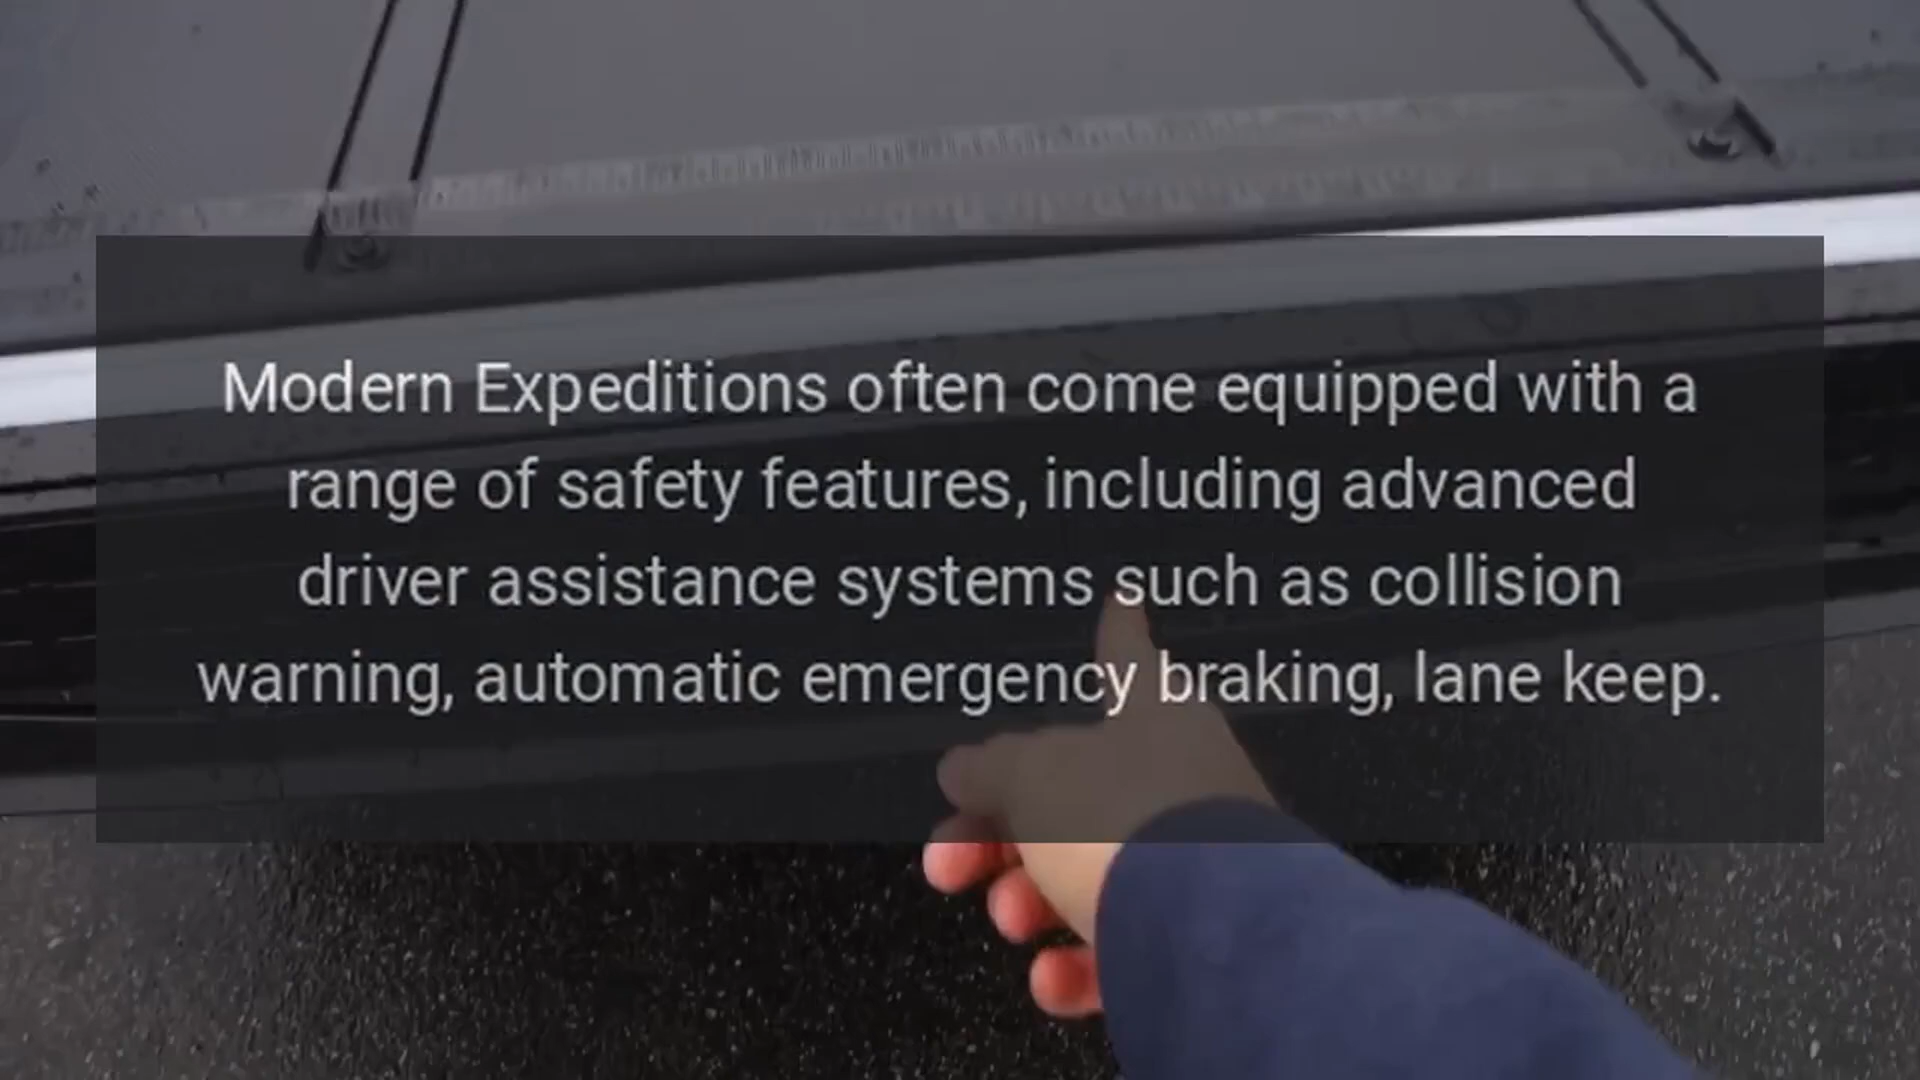 Modern Expeditions often come equipped with a
range of safety features, including advanced
driver assistance systems such as collision
warning, automatic emergency braking, lane keep.